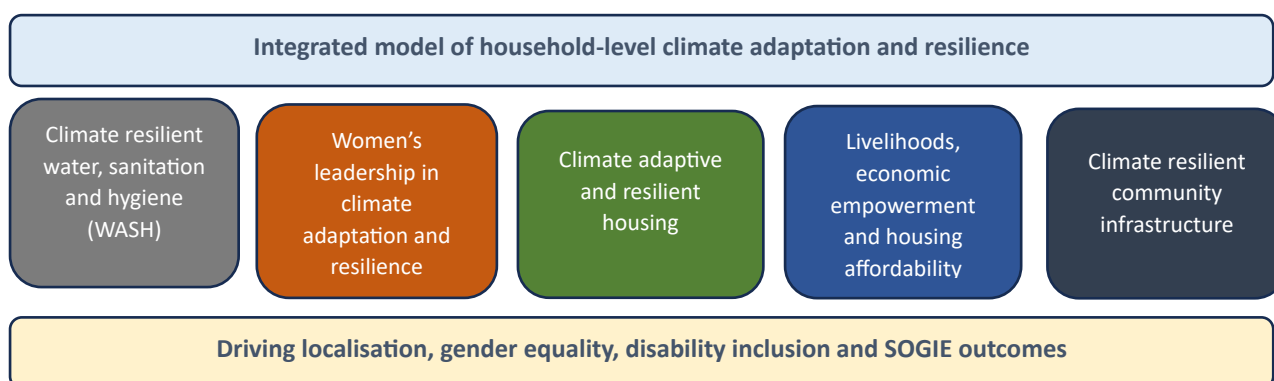 Integrated model of household-level climate adaptation and resilience
Climate resilient
water, sanitation
and hygiene
(WASH)
Women’s
leadership in
climate
adaptation and
resilience
Climate adaptive
and resilient
housing
Livelihoods,
economic
empowerment
and housing
affordability
Climate resilient
community
infrastructure
Driving localisation, gender equality, disability inclusion and SOGIE outcomes